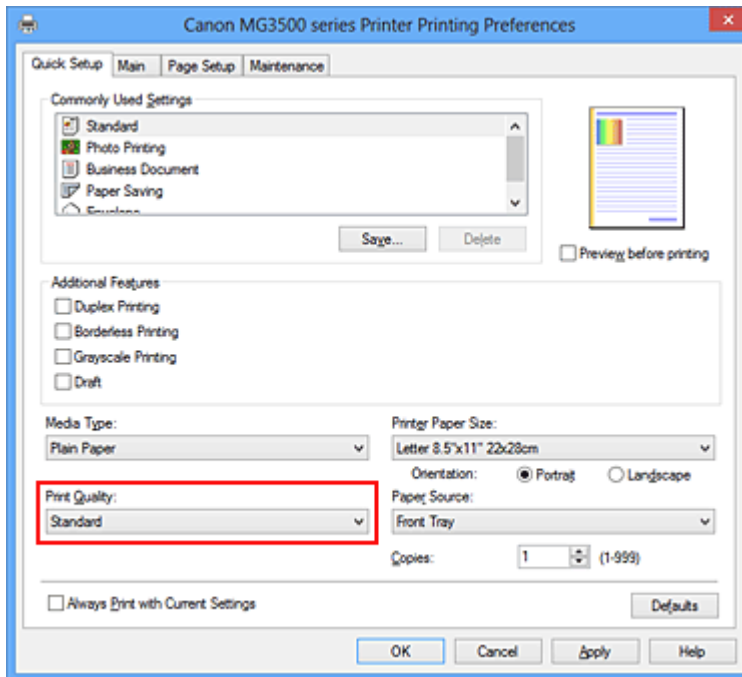 Canon MG3500 series Printer Printing Preferences
Quick Setup Main Page Setup Maintenance
Commonly Used Settings
Standard
Photo Printing
Business Document
Paper Saving
Envelope
Save... Delete
Preview before printing
Additional Features
Duplex Printing
Borderless Printing
Grayscale Printing
Draft
Media Type: Printer Paper Size:
Plain Paper Letter 8.5"x11" 22x28cm
Orientation: Portrait Landscape
Print Quality: Paper Source:
Standard Front Tray
Copies: 1 (1-999)
Always Print with Current Settings Defaults
OK Cancel Apply Help